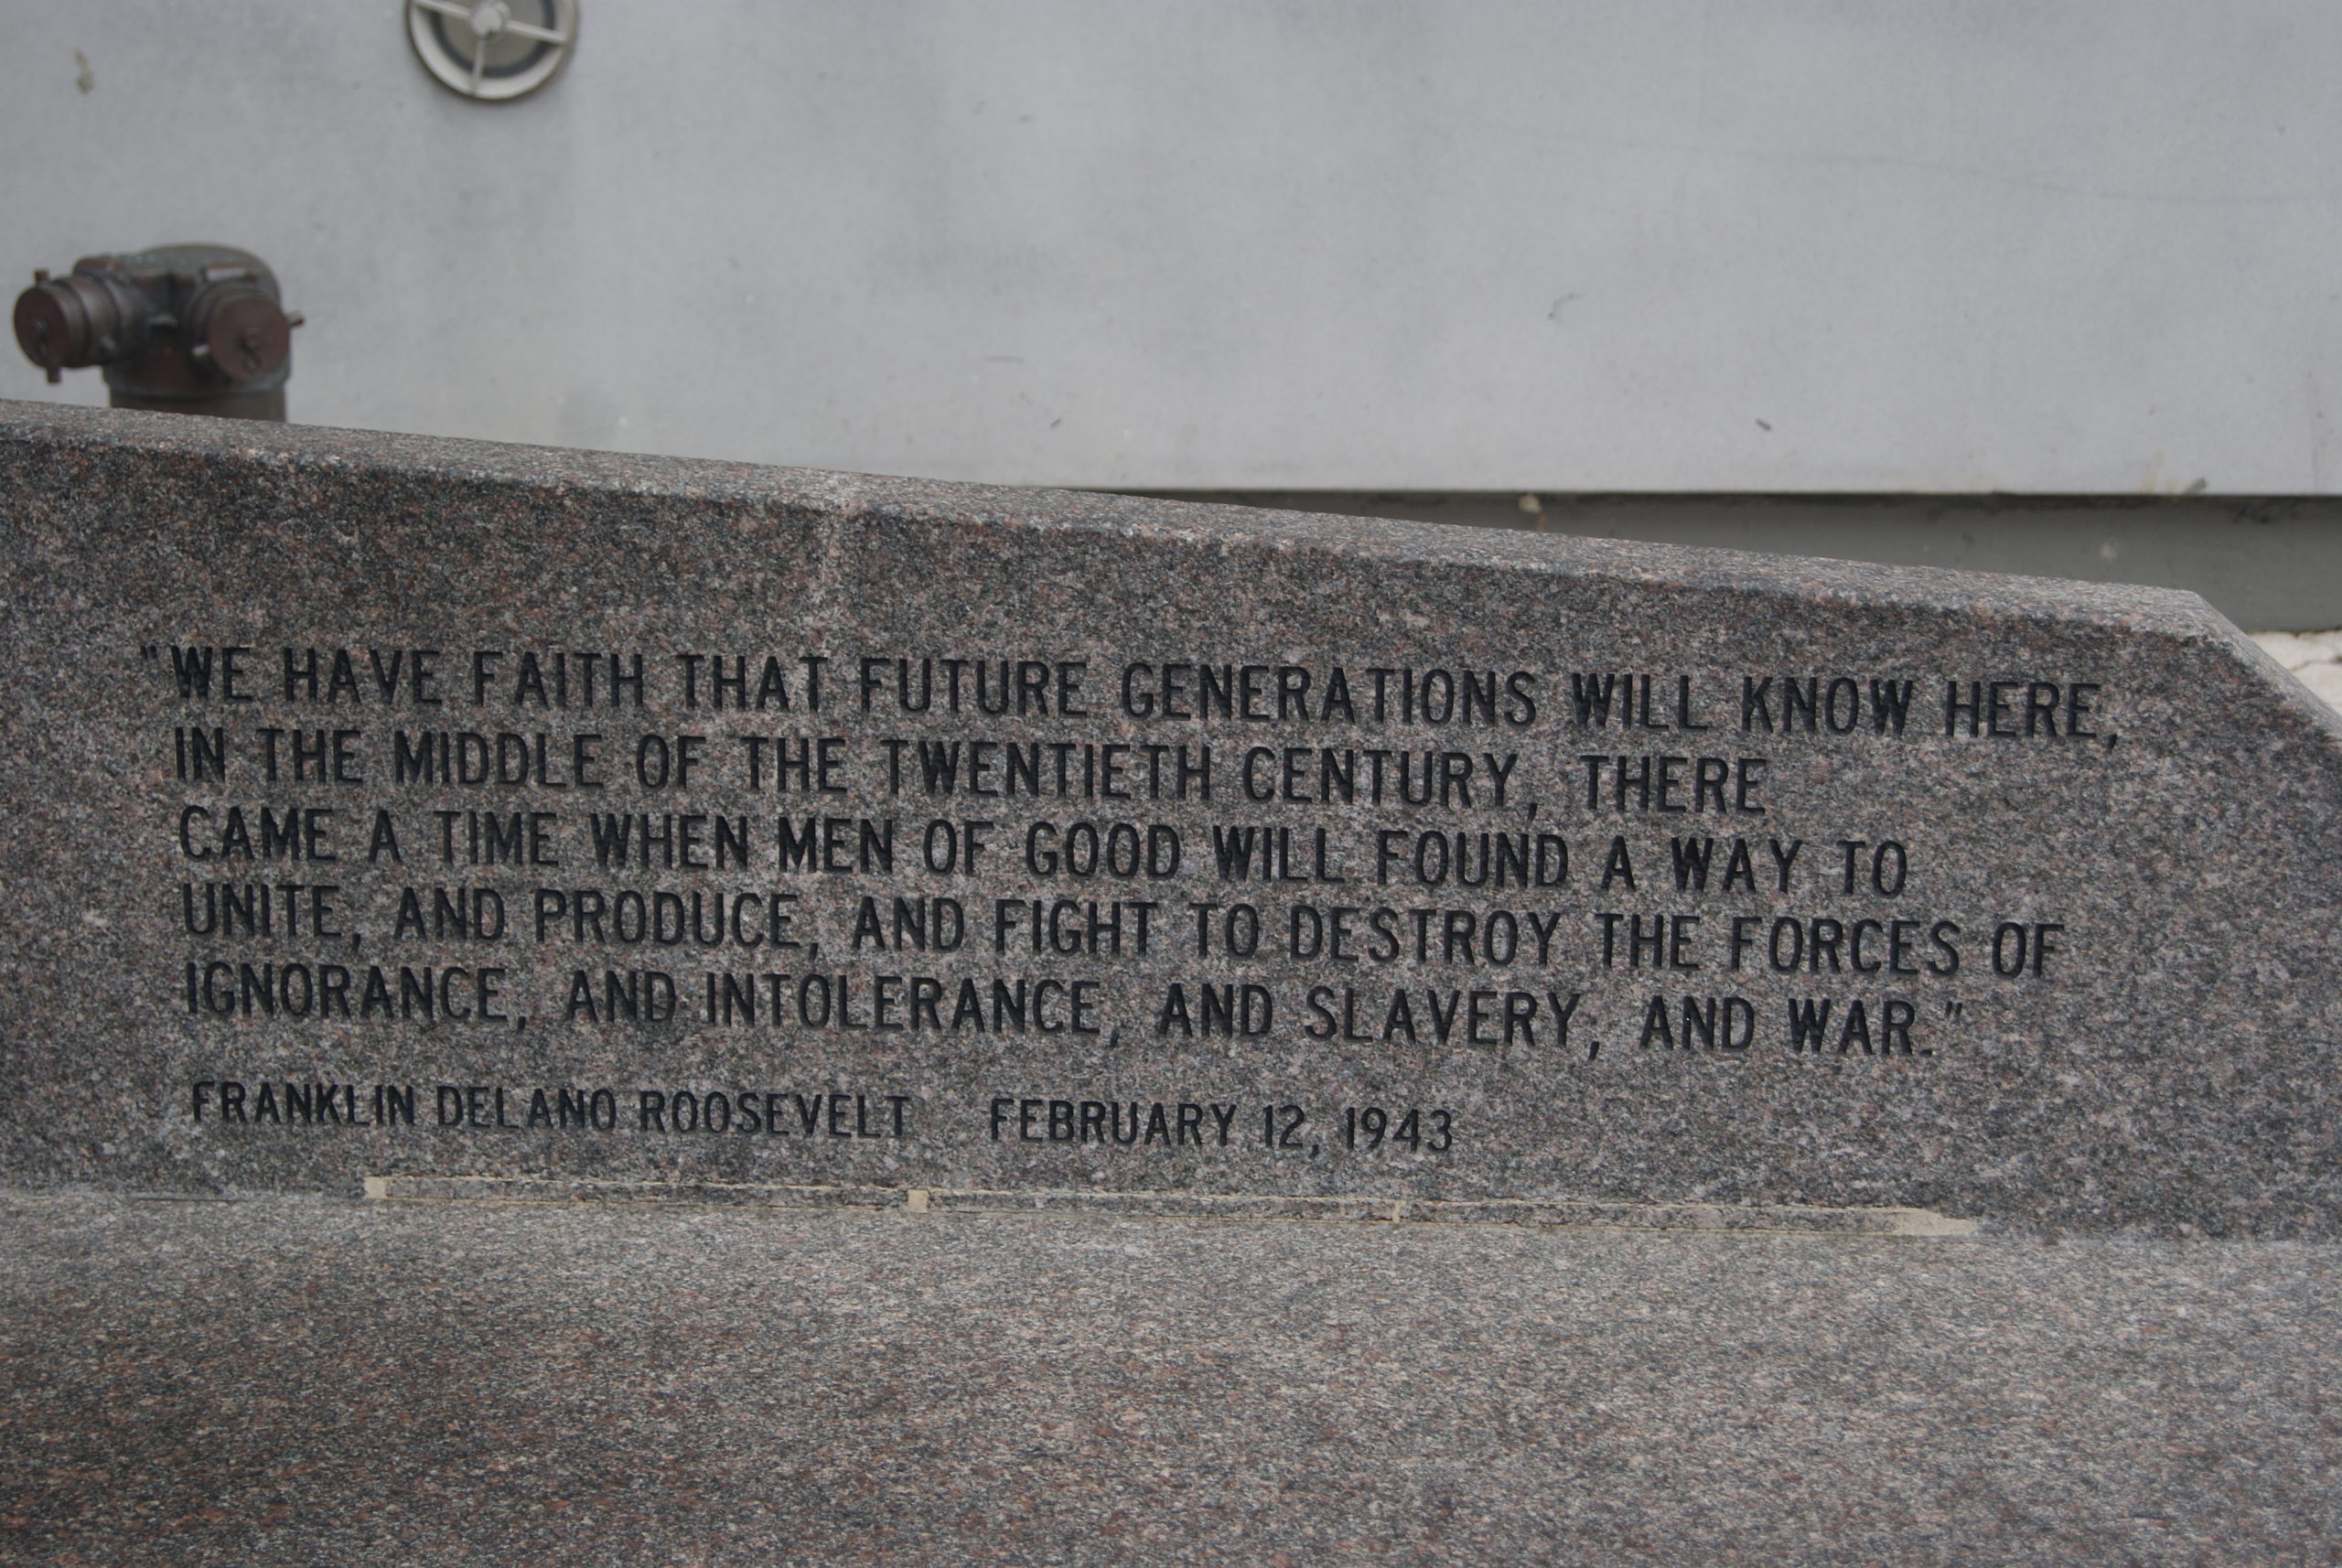 "WE HAVE FAITH THAT FUTURE GENERATIONS WILL KNOW HERE,
IN THE MIDDLE OF THE TWENTIETH CENTURY, THERE
CAME A TIME WHEN MEN OF GOOD WILL FOUND A WAY TO
UNITE, AND PRODUCE, AND FIGHT TO DESTROY THE FORCES OF
IGNORANCE, AND INTOLERANCE, AND SLAVERY, AND WAR."
FRANKLIN DELANO ROOSEVELT FEBRUARY 12, 1943